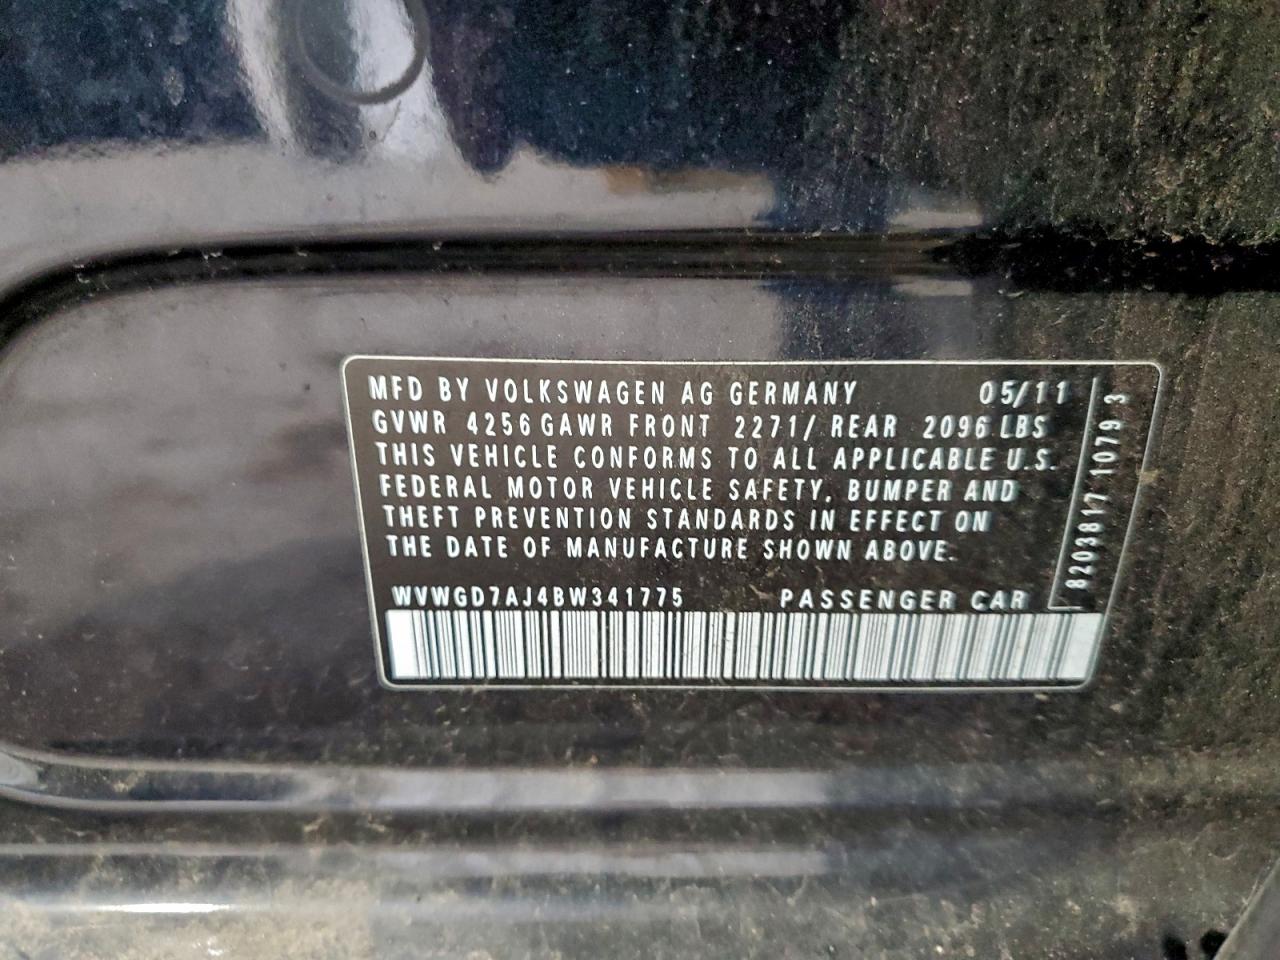 MFD BY VOLKSWAGEN AG GERMANY 05/11
GVWR 4256 GAWR FRONT 2271/ REAR 2096 LBS
THIS VEHICLE CONFORMS TO ALL APPLICABLE U.S.
FEDERAL MOTOR VEHICLE SAFETY, BUMPER AND
THEFT PREVENTION STANDARDS IN EFFECT ON
THE DATE OF MANUFACTURE SHOWN ABOVE.
WVWGD7AJ4BW341775 PASSENGER CAR
8203817 1079 3